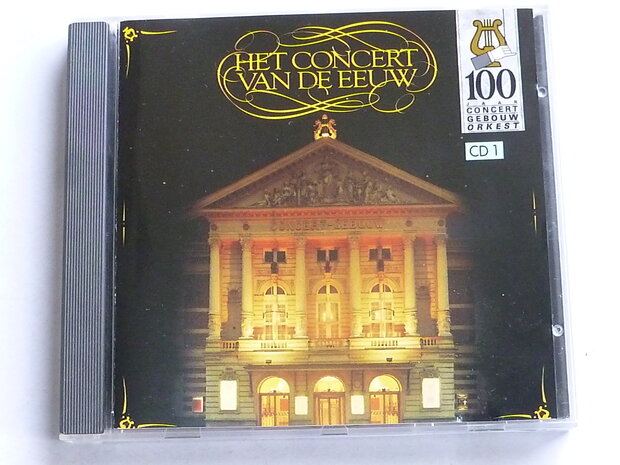 HET CONCERT
VAN DE EEUW
100
JAAR
CONCERT
GEBOUW
ORKEST
CD 1
CONCERT-GEBOUW